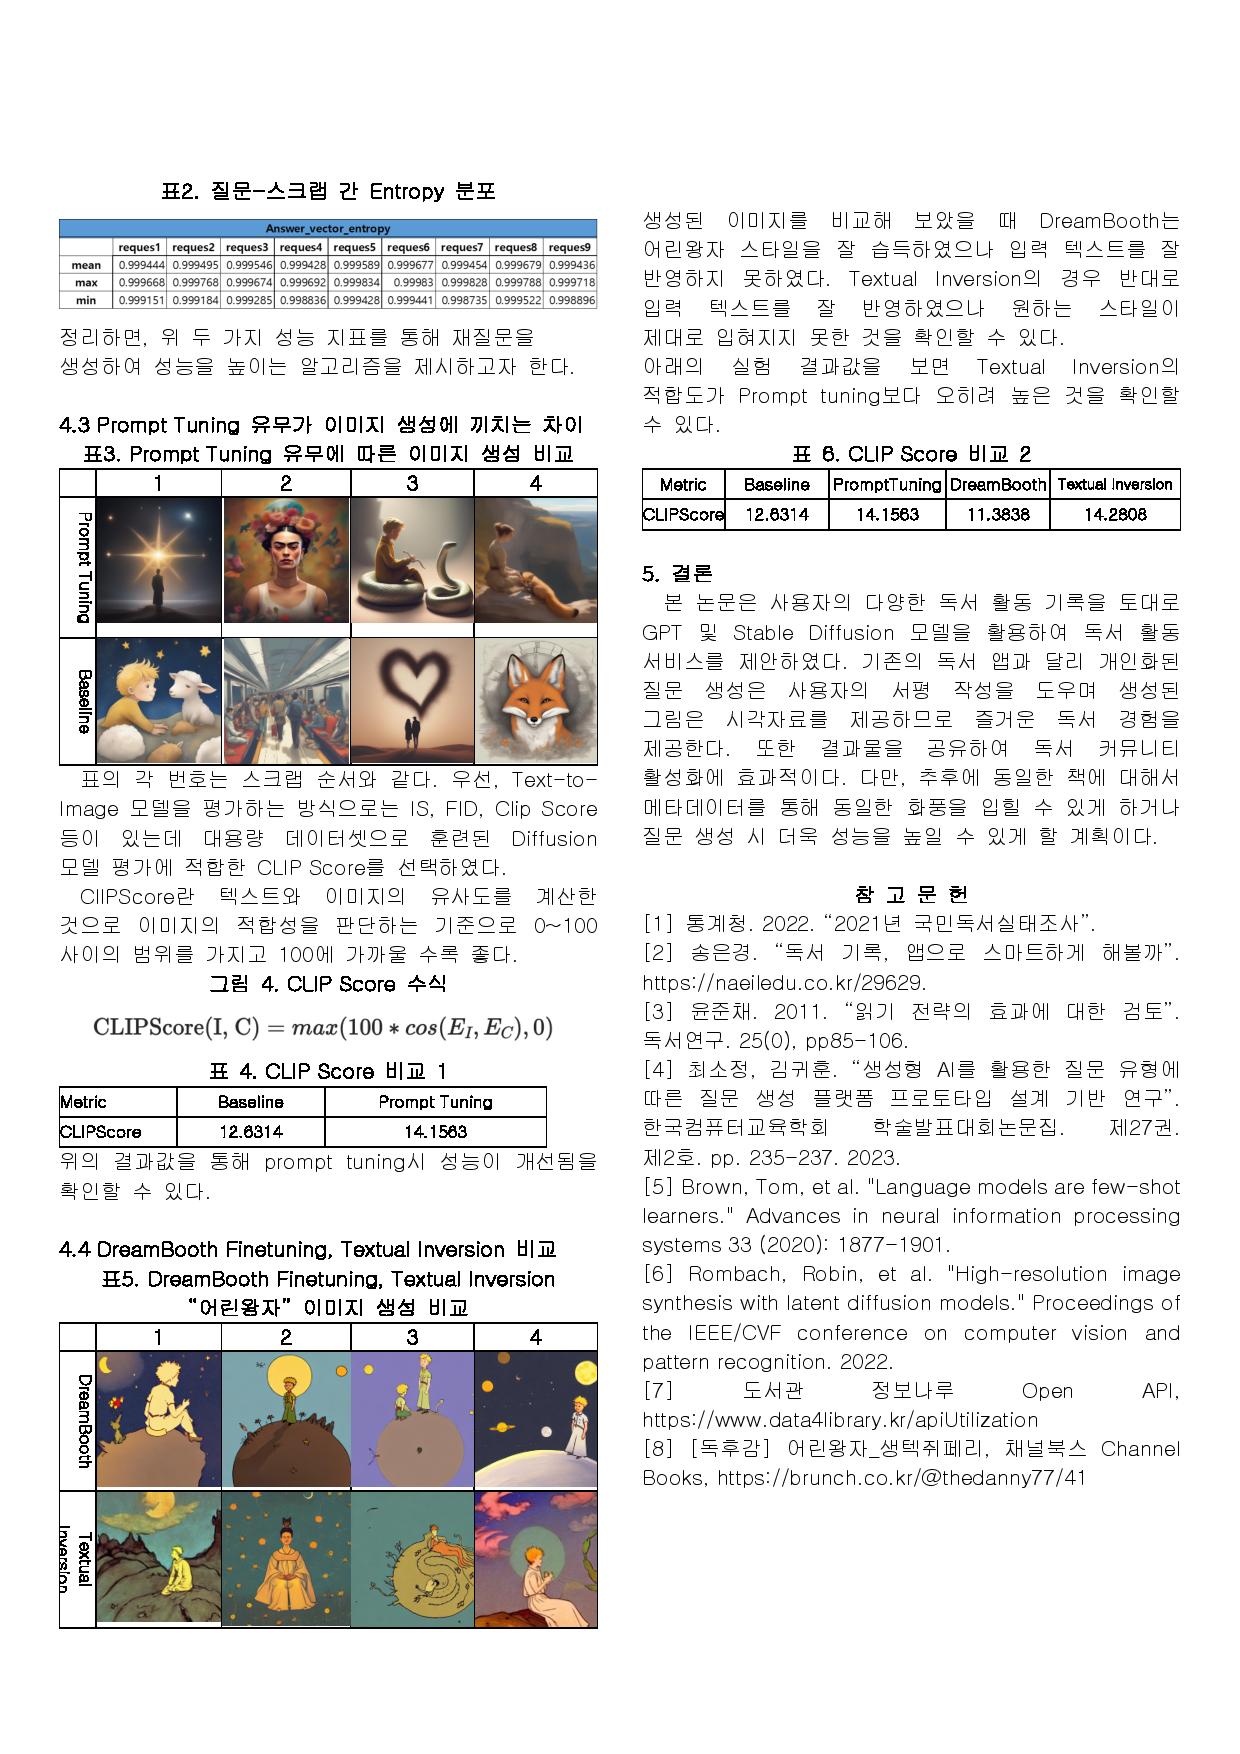 표2. 질문-스크랩 간 Entropy 분포
Answer_vector_entropy
reques1 reques2 reques3 reques4 reques5 reques6 reques7 reques8 reques9
mean 0.999444 0.999495 0.999546 0.999428 0.999589 0.999677 0.999454 0.999679 0.999436
max 0.999668 0.999768 0.999674 0.999692 0.999834 0.99983 0.999828 0.999788 0.999718
min 0.999151 0.999184 0.999285 0.998836 0.999428 0.999441 0.998735 0.999522 0.998896
정리하면, 위 두 가지 성능 지표를 통해 재질문을
생성하여 성능을 높이는 알고리즘을 제시하고자 한다.
4.3 Prompt Tuning 유무가 이미지 생성에 끼치는 차이
표3. Prompt Tuning 유무에 따른 이미지 생성 비교
1 2 3 4
Prompt Tuning
Baseline
표의 각 번호는 스크랩 순서와 같다. 우선, Text-to-
Image 모델을 평가하는 방식으로는 IS, FID, Clip Score
등이 있는데 대용량 데이터셋으로 훈련된 Diffusion
모델 평가에 적합한 CLIP Score를 선택하였다.
ClIPScore란 텍스트와 이미지의 유사도를 계산한
것으로 이미지의 적합성을 판단하는 기준으로 0~100
사이의 범위를 가지고 100에 가까울 수록 좋다.
그림 4. CLIP Score 수식
CLIPScore(I, C) = max(100 * cos(E_I, E_C), 0)
표 4. CLIP Score 비교 1
Metric Baseline Prompt Tuning
CLIPScore 12.6314 14.1563
위의 결과값을 통해 prompt tuning시 성능이 개선됨을
확인할 수 있다.
4.4 DreamBooth Finetuning, Textual Inversion 비교
표5. DreamBooth Finetuning, Textual Inversion
“어린왕자” 이미지 생성 비교
1 2 3 4
DreamBooth
Textual
Inversion
생성된 이미지를 비교해 보았을 때 DreamBooth는
어린왕자 스타일을 잘 습득하였으나 입력 텍스트를 잘
반영하지 못하였다. Textual Inversion의 경우 반대로
입력 텍스트를 잘 반영하였으나 원하는 스타일이
제대로 입혀지지 못한 것을 확인할 수 있다.
아래의 실험 결과값을 보면 Textual Inversion의
적합도가 Prompt tuning보다 오히려 높은 것을 확인할
수 있다.
표 6. CLIP Score 비교 2
Metric Baseline PromptTuning DreamBooth Textual Inversion
CLIPScore 12.6314 14.1563 11.3838 14.2808
5. 결론
본 논문은 사용자의 다양한 독서 활동 기록을 토대로
GPT 및 Stable Diffusion 모델을 활용하여 독서 활동
서비스를 제안하였다. 기존의 독서 앱과 달리 개인화된
질문 생성은 사용자의 서평 작성을 도우며 생성된
그림은 시각자료를 제공하므로 즐거운 독서 경험을
제공한다. 또한 결과물을 공유하여 독서 커뮤니티
활성화에 효과적이다. 다만, 추후에 동일한 책에 대해서
메타데이터를 통해 동일한 화풍을 입힐 수 있게 하거나
질문 생성 시 더욱 성능을 높일 수 있게 할 계획이다.
참 고 문 헌
[1] 통계청. 2022. “2021년 국민독서실태조사”.
[2] 송은경. “독서 기록, 앱으로 스마트하게 해볼까”.
https://naeiledu.co.kr/29629.
[3] 윤준채. 2011. “읽기 전략의 효과에 대한 검토”.
독서연구. 25(0), pp85-106.
[4] 최소정, 김귀훈. “생성형 AI를 활용한 질문 유형에
따른 질문 생성 플랫폼 프로토타입 설계 기반 연구”.
한국컴퓨터교육학회 학술발표대회논문집. 제27권.
제2호. pp. 235-237. 2023.
[5] Brown, Tom, et al. "Language models are few-shot
learners." Advances in neural information processing
systems 33 (2020): 1877-1901.
[6] Rombach, Robin, et al. "High-resolution image
synthesis with latent diffusion models." Proceedings of
the IEEE/CVF conference on computer vision and
pattern recognition. 2022.
[7] 도서관 정보나루 Open API,
https://www.data4library.kr/apiUtilization
[8] [독후감] 어린왕자_생텍쥐페리, 채널북스 Channel
Books, https://brunch.co.kr/@thedanny77/41